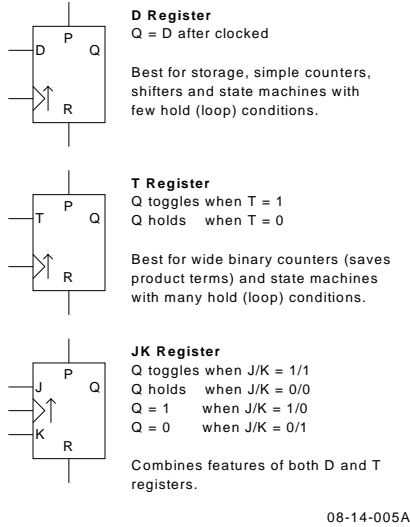 D Register
P
Q = D after clocked
D Q
Best for storage, simple counters,
shifters and state machines with
R
few hold (loop) conditions.
T Register
P
Q toggles when T = 1
T Q
Q holds when T = 0
Best for wide binary counters (saves
R
product terms) and state machines
with many hold (loop) conditions.
JK Register
Q toggles when J/K = 1/1
P
J Q
Q holds when J/K = 0/0
Q = 1 when J/K = 1/0
K
Q = 0 when J/K = 0/1
R
Combines features of both D and T
registers.
08-14-005A